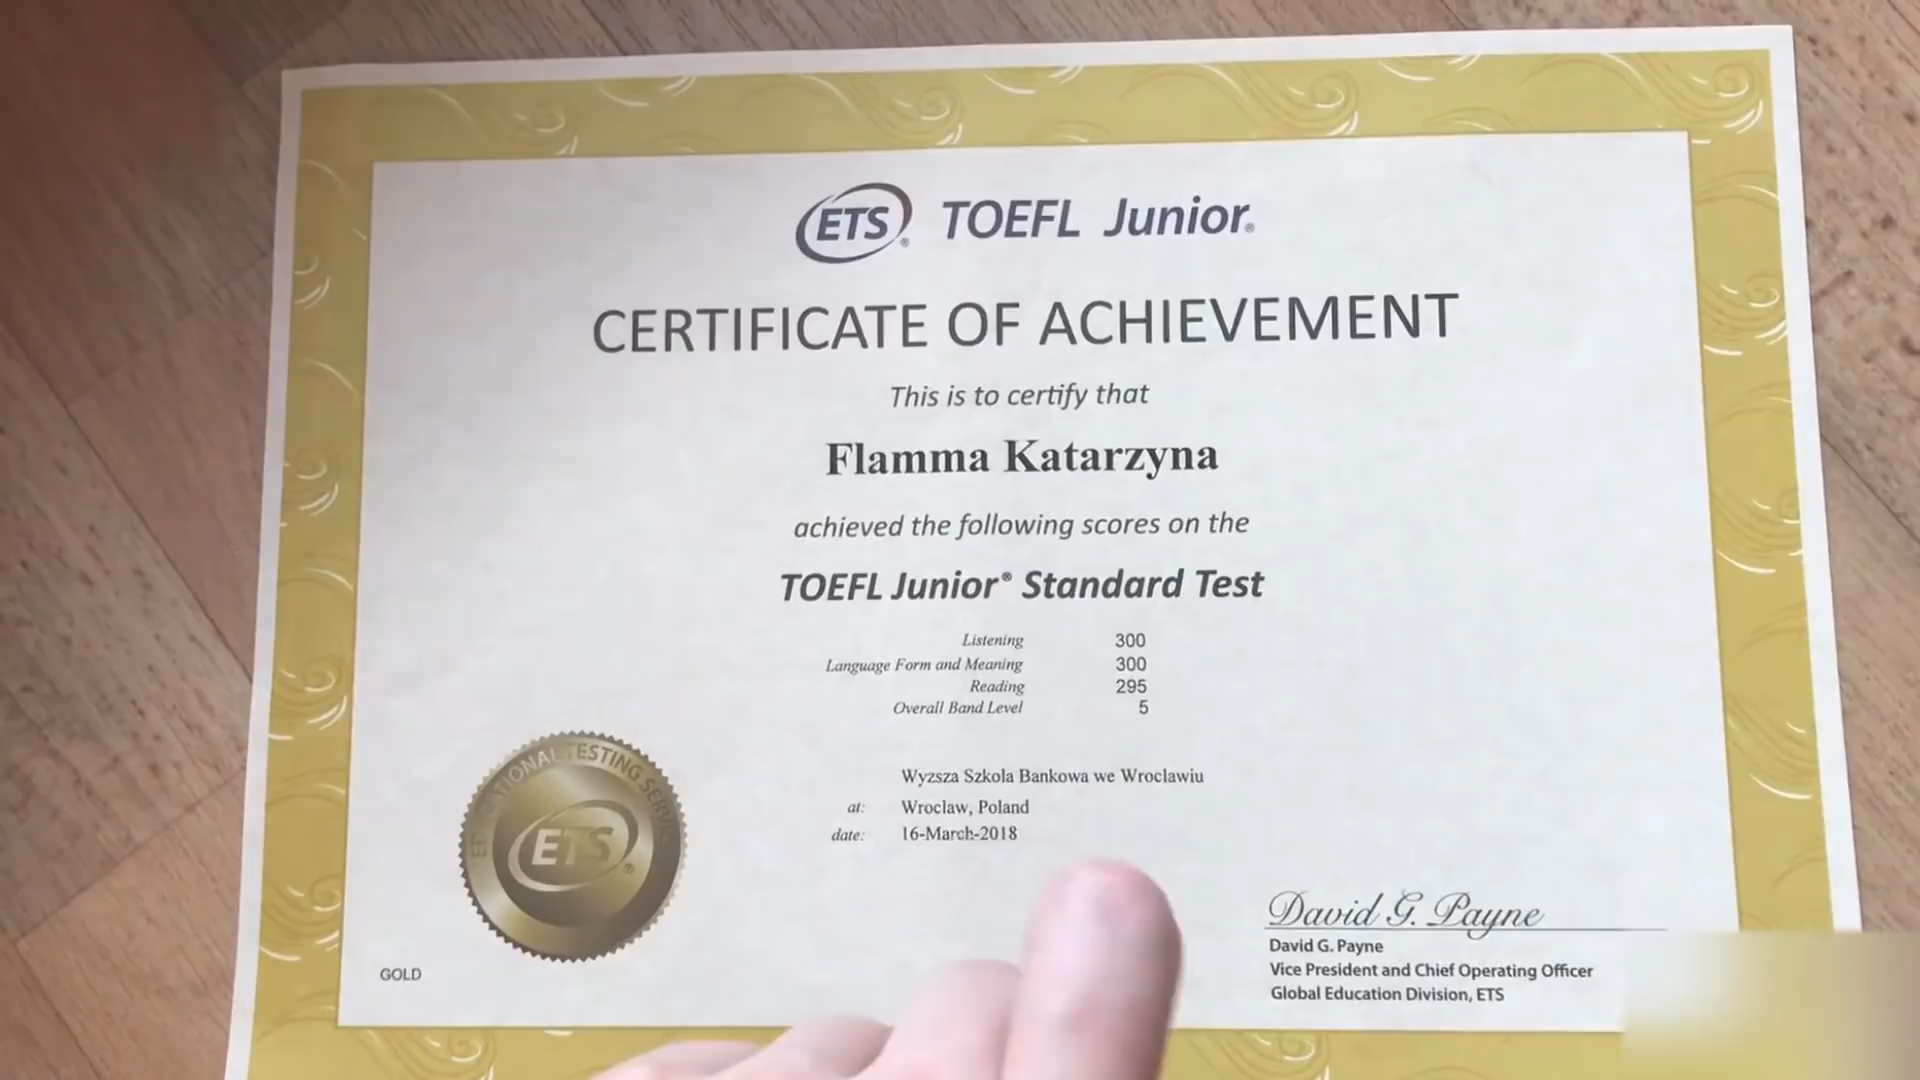 ETS® TOEFL Junior®
CERTIFICATE OF ACHIEVEMENT
This is to certify that
Flamma Katarzyna
achieved the following scores on the
TOEFL Junior® Standard Test
Listening 300
Language Form and Meaning 300
Reading 295
Overall Band Level 5
Wyzsza Szkola Bankowa we Wroclawiu
at: Wroclaw, Poland
date: 16-March-2018
TESTING
ETS®
GOLD
David G. Payne
David G. Payne
Vice President and Chief Operating Officer
Global Education Division, ETS